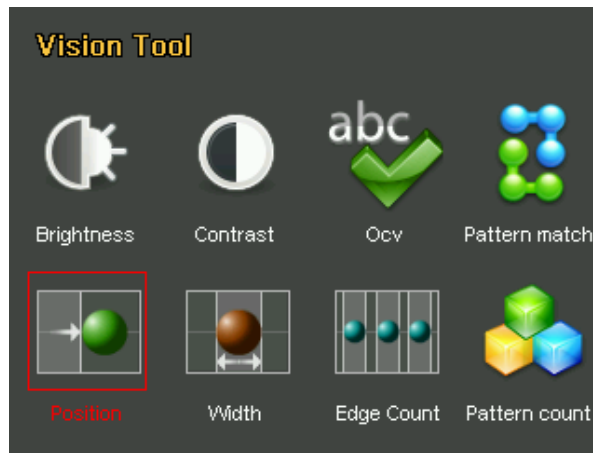 Vision Tool
abc
Brightness Contrast Ocv Pattern match
Position Width Edge Count Pattern count